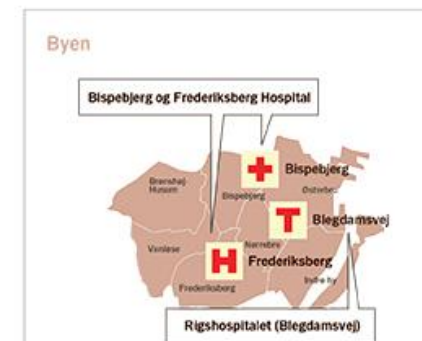 Byen
Bispebjerg og Frederiksberg Hospital
Bispebjerg
Brønshøj-
Husum
Bispebjerg
Østerbro
T
Blegdamsvej
Vanløse
Nørrebro
H
Frederiksberg
Frederiksberg
Indre by
Rigshospitalet (Blegdamsvej)